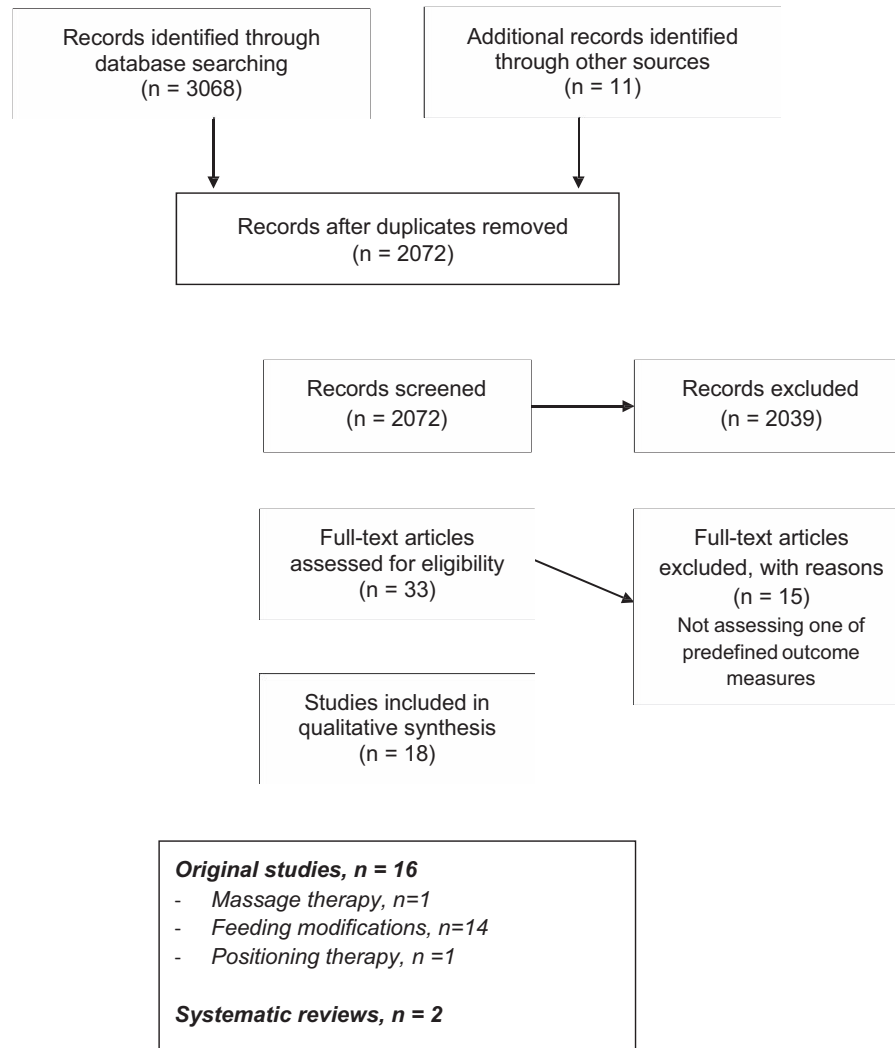 Records identified through
database searching
(n = 3068)
Additional records identified
through other sources
(n = 11)
Records after duplicates removed
(n = 2072)
Records screened
(n = 2072)
Records excluded
(n = 2039)
Full-text articles
assessed for eligibility
(n = 33)
Full-text articles
excluded, with reasons
(n = 15)
Not assessing one of
predefined outcome
measures
Studies included in
qualitative synthesis
(n = 18)
Original studies, n = 16
- Massage therapy, n=1
- Feeding modifications, n=14
- Positioning therapy, n =1
Systematic reviews, n = 2